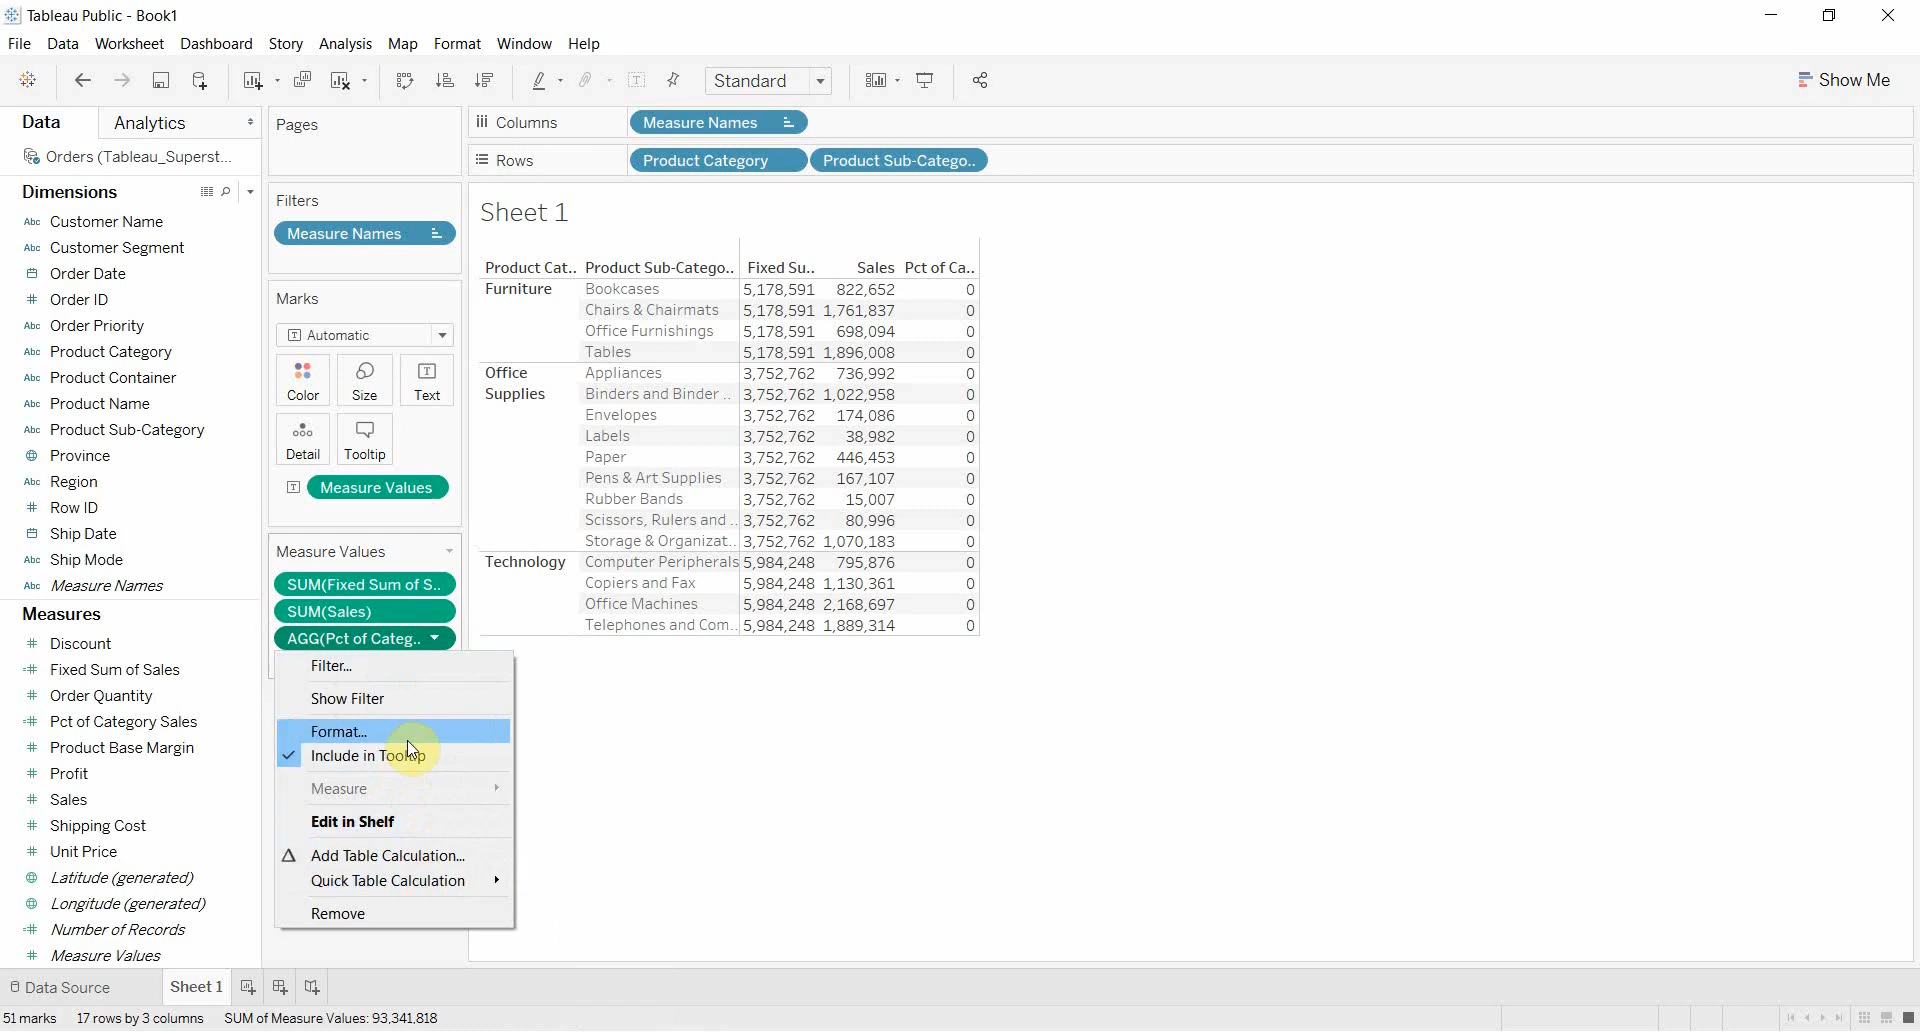 Tableau Public - Book1
File Data Worksheet Dashboard Story Analysis Map Format Window Help
Standard
Show Me
Data
Analytics
Orders (Tableau_Superst...
Dimensions
Abc Customer Name
Abc Customer Segment
Order Date
# Order ID
Abc Order Priority
Abc Product Category
Abc Product Container
Abc Product Name
Abc Product Sub-Category
Province
Abc Region
# Row ID
Ship Date
Abc Ship Mode
Abc Measure Names
Measures
# Discount
=# Fixed Sum of Sales
# Order Quantity
=# Pct of Category Sales
# Product Base Margin
# Profit
# Sales
# Shipping Cost
# Unit Price
Latitude (generated)
Longitude (generated)
=# Number of Records
# Measure Values
Pages
Filters
Measure Names
Marks
Automatic
Color Size Text
Detail Tooltip
Measure Values
Measure Values
SUM(Fixed Sum of S..
SUM(Sales)
AGG(Pct of Categ..
Filter...
Show Filter
Format...
Include in Tooltip
Measure
Edit in Shelf
Add Table Calculation...
Quick Table Calculation
Remove
Columns Measure Names
Rows Product Category Product Sub-Catego..
Sheet 1
Product Cat.. Product Sub-Catego.. Fixed Su.. Sales Pct of Ca..
Furniture Bookcases 5,178,591 822,652 0
Chairs & Chairmats 5,178,591 1,761,837 0
Office Furnishings 5,178,591 698,094 0
Tables 5,178,591 1,896,008 0
Office Supplies Appliances 3,752,762 736,992 0
Binders and Binder .. 3,752,762 1,022,958 0
Envelopes 3,752,762 174,086 0
Labels 3,752,762 38,982 0
Paper 3,752,762 446,453 0
Pens & Art Supplies 3,752,762 167,107 0
Rubber Bands 3,752,762 15,007 0
Scissors, Rulers and .. 3,752,762 80,996 0
Storage & Organizat.. 3,752,762 1,070,183 0
Technology Computer Peripherals 5,984,248 795,876 0
Copiers and Fax 5,984,248 1,130,361 0
Office Machines 5,984,248 2,168,697 0
Telephones and Com.. 5,984,248 1,889,314 0
Data Source Sheet 1
51 marks 17 rows by 3 columns SUM of Measure Values: 93,341,818